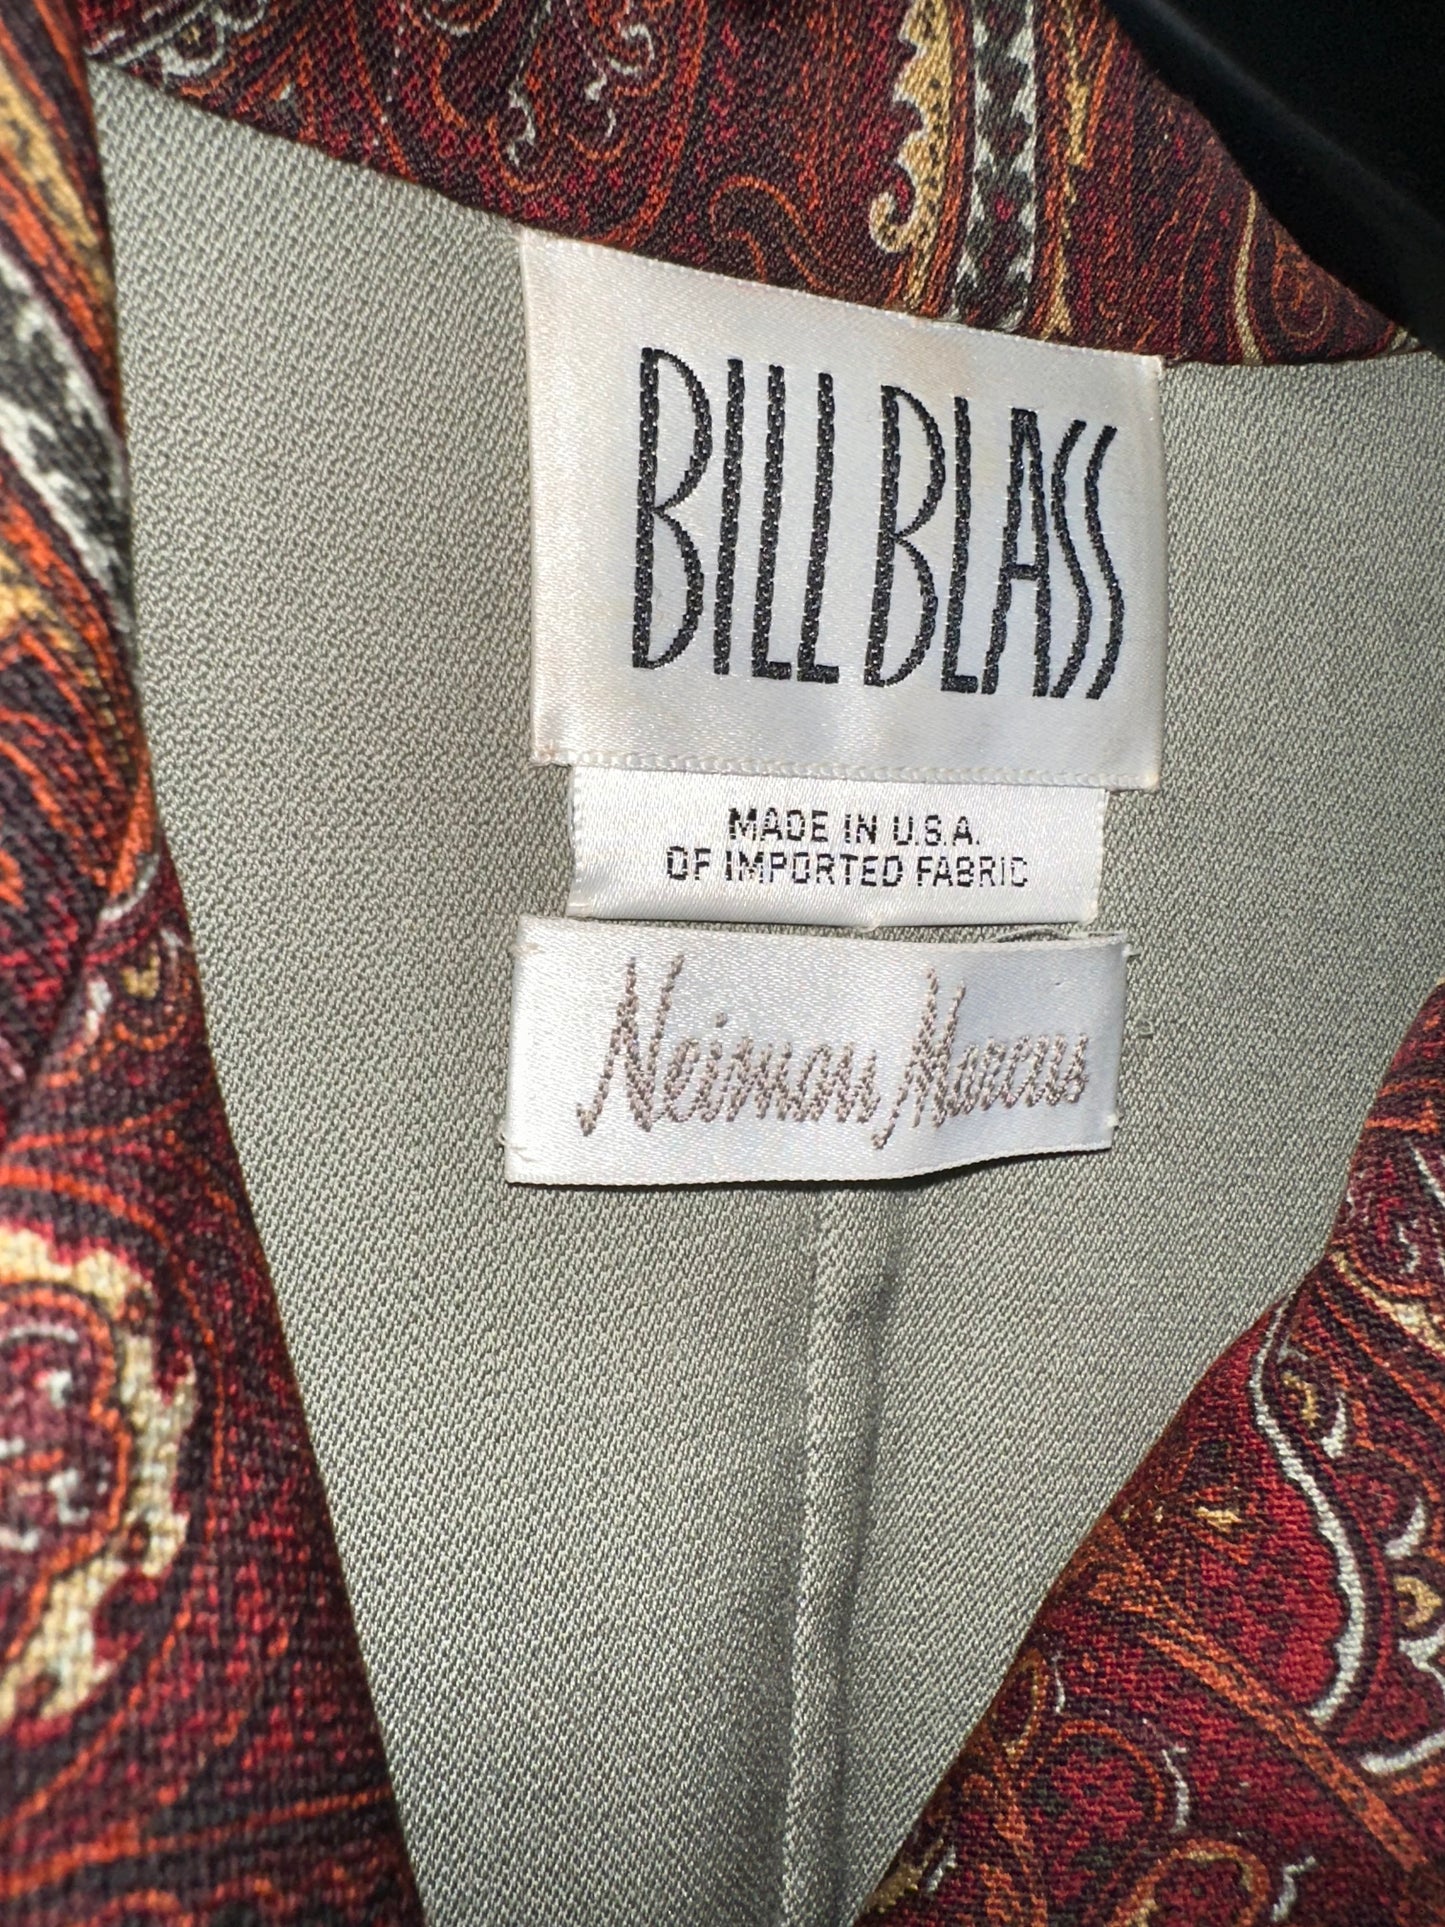 BILL BLASS
MADE IN U.S.A.
OF IMPORTED FABRIC
Neiman Marcus